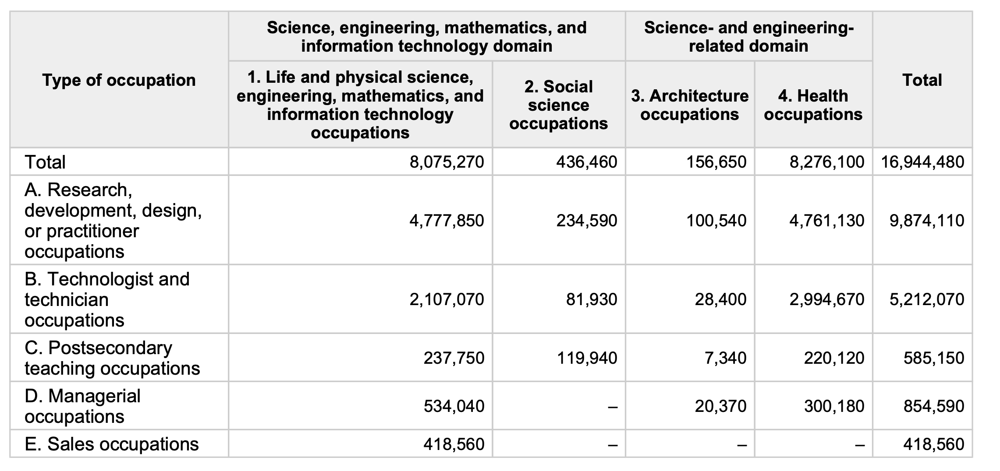 Type of occupation
Science, engineering, mathematics, and
information technology domain
Science- and engineering-
related domain
Total
1. Life and physical science,
engineering, mathematics, and
information technology
occupations
2. Social
science
occupations
3. Architecture
occupations
4. Health
occupations
Total 8,075,270 436,460 156,650 8,276,100 16,944,480
A. Research,
development, design,
or practitioner
occupations
4,777,850 234,590 100,540 4,761,130 9,874,110
B. Technologist and
technician
occupations
2,107,070 81,930 28,400 2,994,670 5,212,070
C. Postsecondary
teaching occupations
237,750 119,940 7,340 220,120 585,150
D. Managerial
occupations
534,040 – 20,370 300,180 854,590
E. Sales occupations 418,560 – – – 418,560